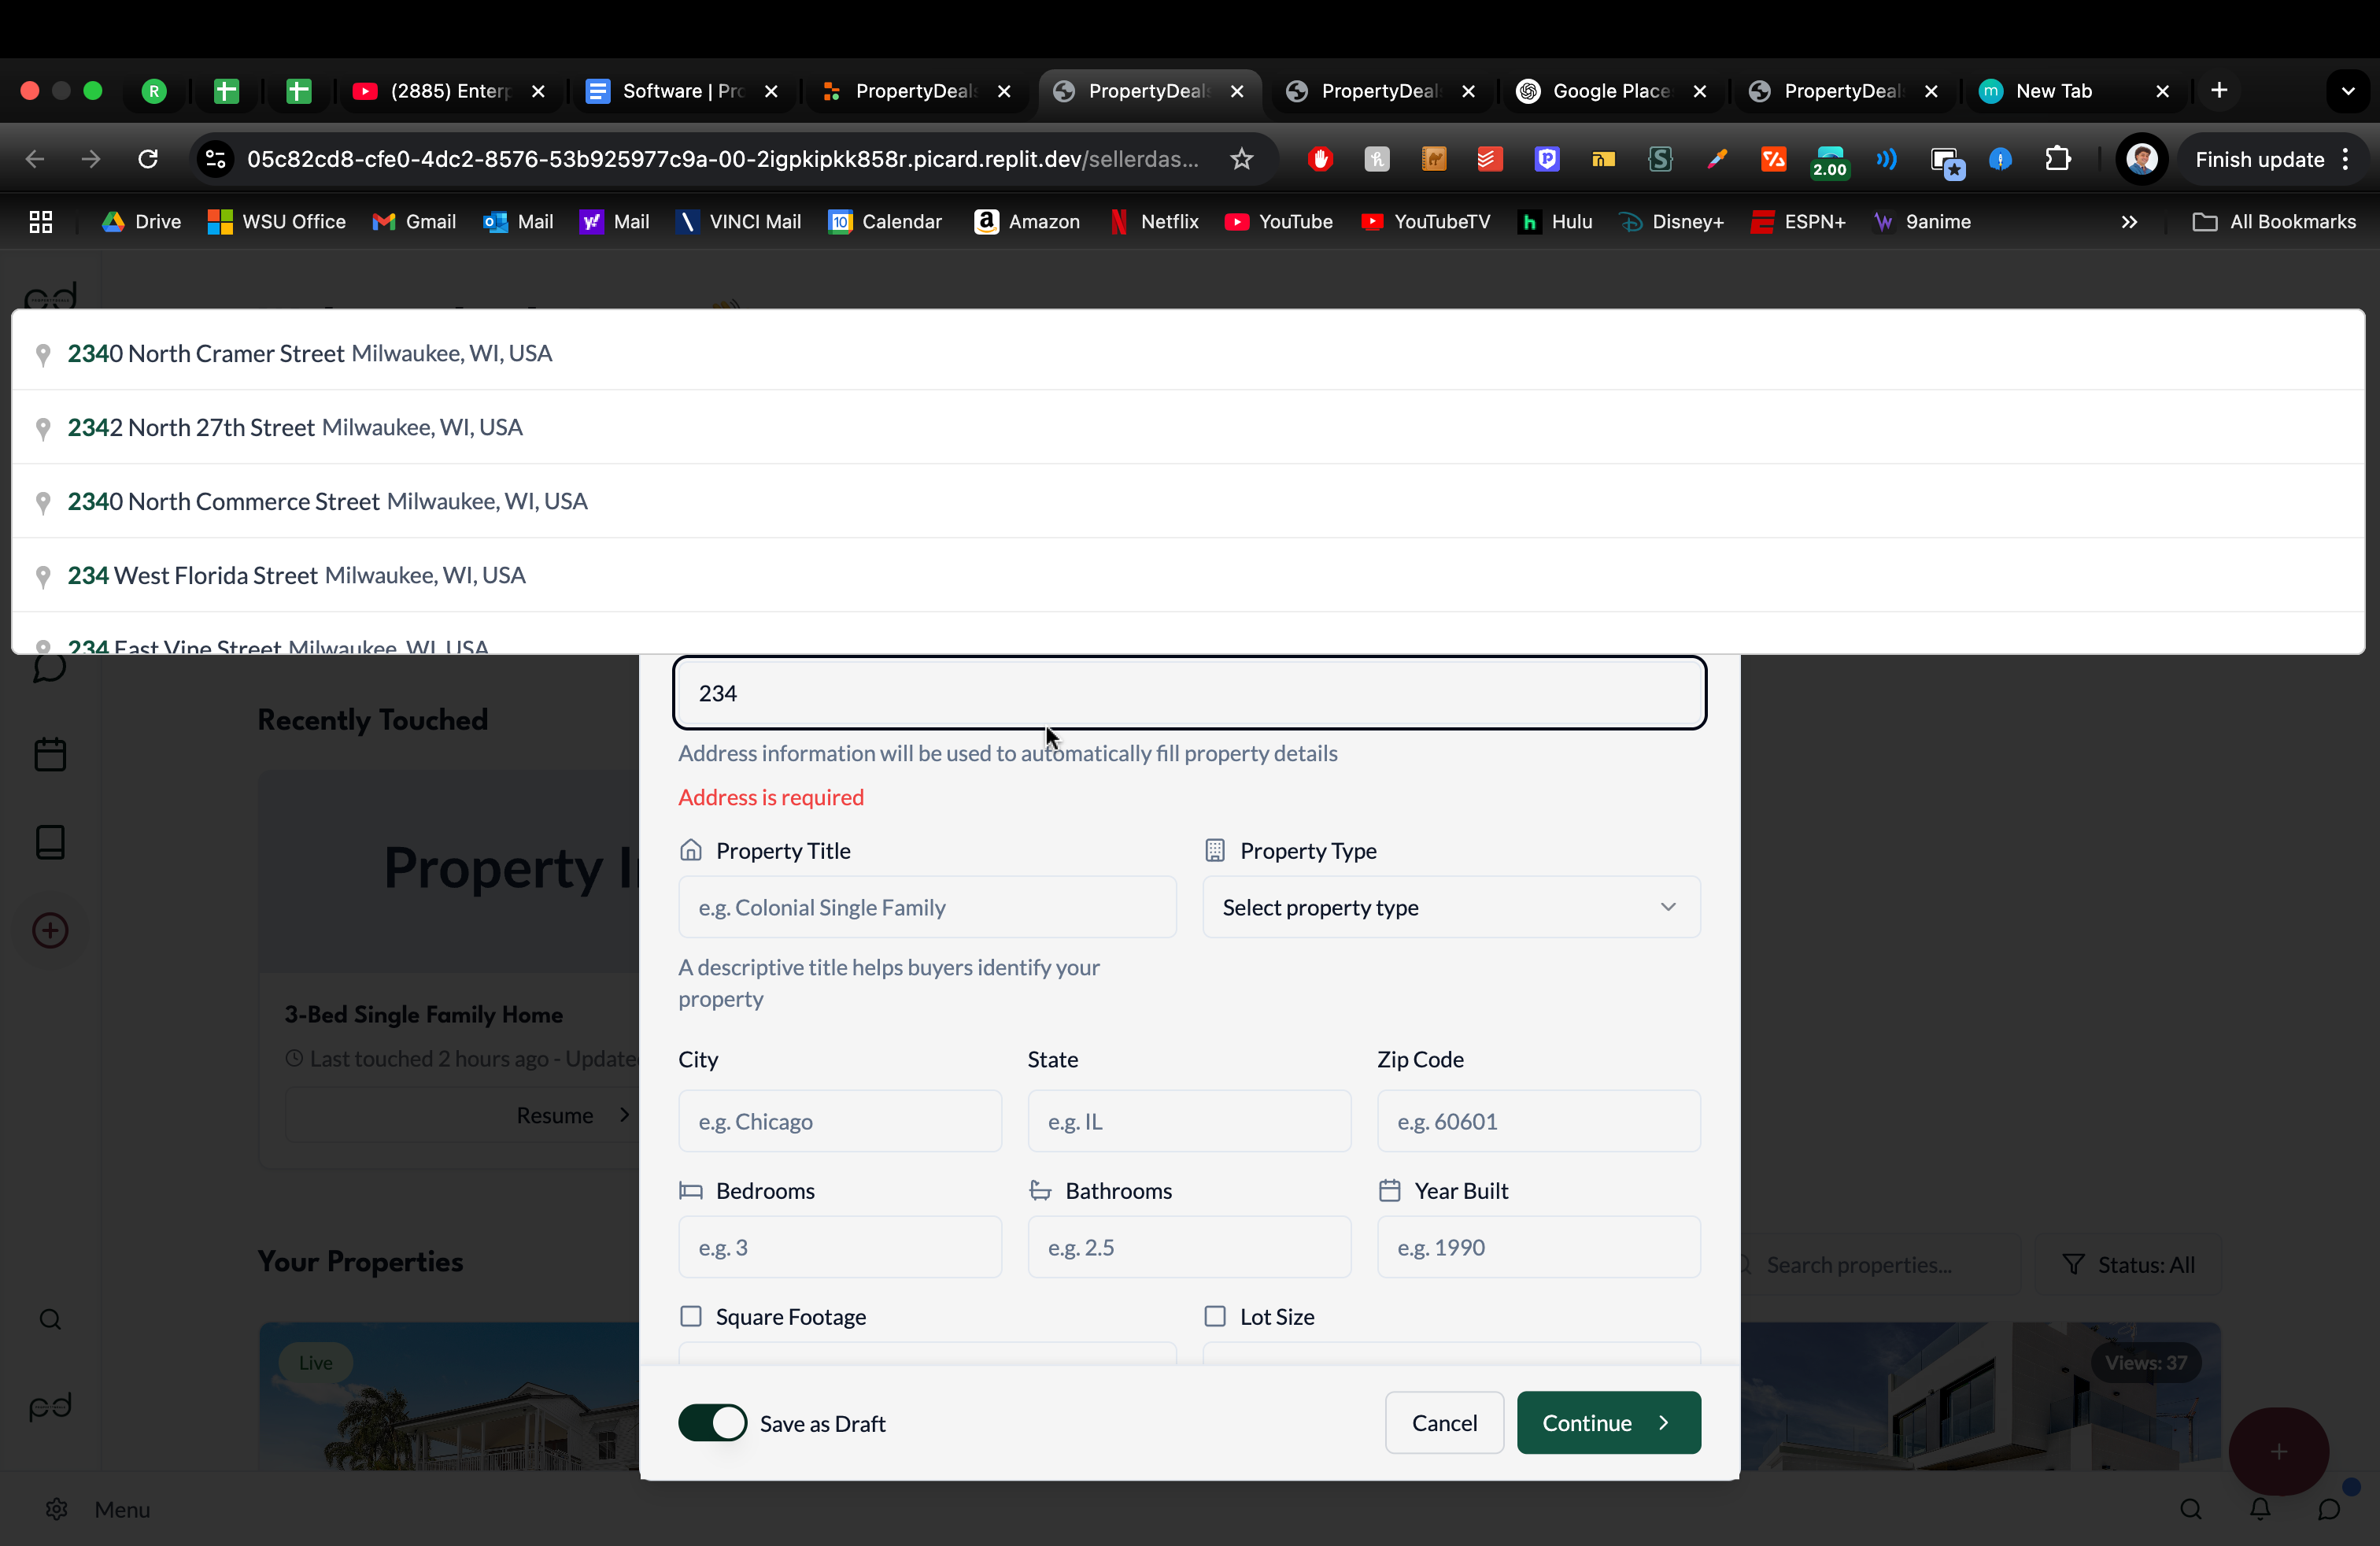 R
(2885) Enterp
Software | Pro
PropertyDeal
PropertyDeals
PropertyDeal
Google Place
PropertyDeal
m New Tab
05c82cd8-cfe0-4dc2-8576-53b925977c9a-00-2igpkipkk858r.picard.replit.dev/sellerdas...
2.00
Finish update
Drive
WSU Office
Gmail
Mail
Mail
VINCI Mail
10 Calendar
Amazon
Netflix
YouTube
YouTubeTV
Hulu
Disney+
ESPN+
9anime
All Bookmarks
2340 North Cramer Street Milwaukee, WI, USA
2342 North 27th Street Milwaukee, WI, USA
2340 North Commerce Street Milwaukee, WI, USA
234 West Florida Street Milwaukee, WI, USA
234 East Vine Street Milwaukee, WI, USA
234
Address information will be used to automatically fill property details
Address is required
Recently Touched
Property I
3-Bed Single Family Home
Last touched 2 hours ago - Update
Resume
Property Title
Property Type
e.g. Colonial Single Family
Select property type
A descriptive title helps buyers identify your
property
City
State
Zip Code
e.g. Chicago
e.g. IL
e.g. 60601
Bedrooms
Bathrooms
Year Built
e.g. 3
e.g. 2.5
e.g. 1990
Square Footage
Lot Size
Your Properties
Search properties...
Status: All
Live
Views: 37
pd
Save as Draft
Cancel
Continue
Menu